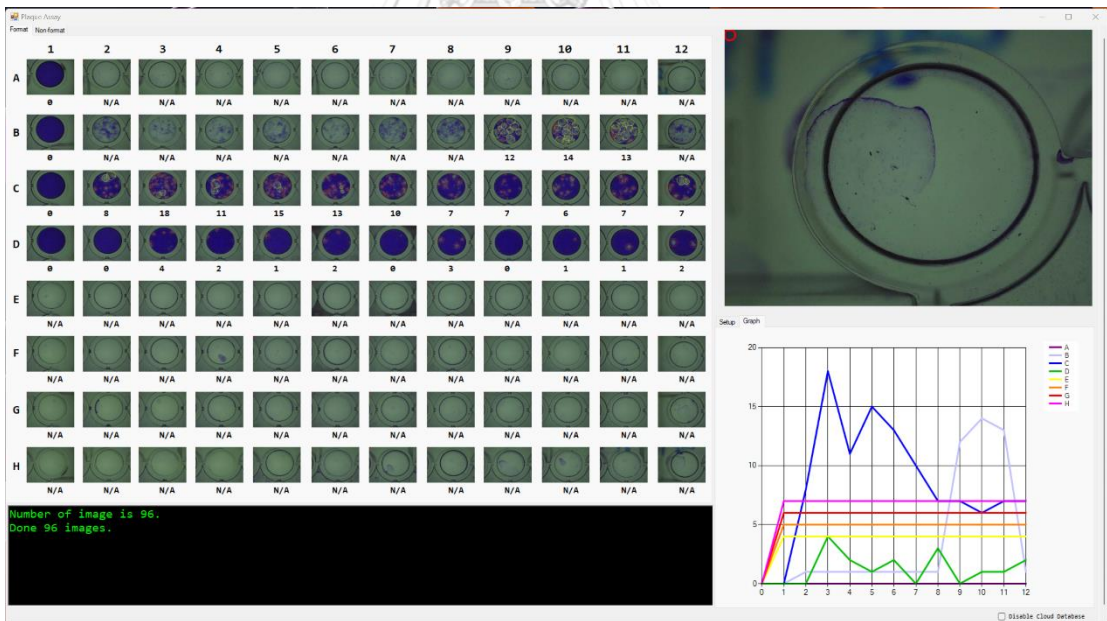 Plaque Array
Format Non-format
1 2 3 4 5 6 7 8 9 10 11 12
A
0 N/A N/A N/A N/A N/A N/A N/A N/A N/A N/A N/A
B
0 N/A N/A N/A N/A N/A N/A N/A 12 14 13 N/A
C
0 8 18 11 15 13 10 7 7 6 7 7
D
0 0 4 2 1 2 0 3 0 1 1 2
E
N/A N/A N/A N/A N/A N/A N/A N/A N/A N/A N/A N/A
F
N/A N/A N/A N/A N/A N/A N/A N/A N/A N/A N/A N/A
G
N/A N/A N/A N/A N/A N/A N/A N/A N/A N/A N/A N/A
H
N/A N/A N/A N/A N/A N/A N/A N/A N/A N/A N/A N/A
Number of image is 96.
Done 96 images.
Setup Graph
20
15
10
5
0
0 1 2 3 4 5 6 7 8 9 10 11 12
A
B
C
D
E
F
G
H
Disable Cloud Database